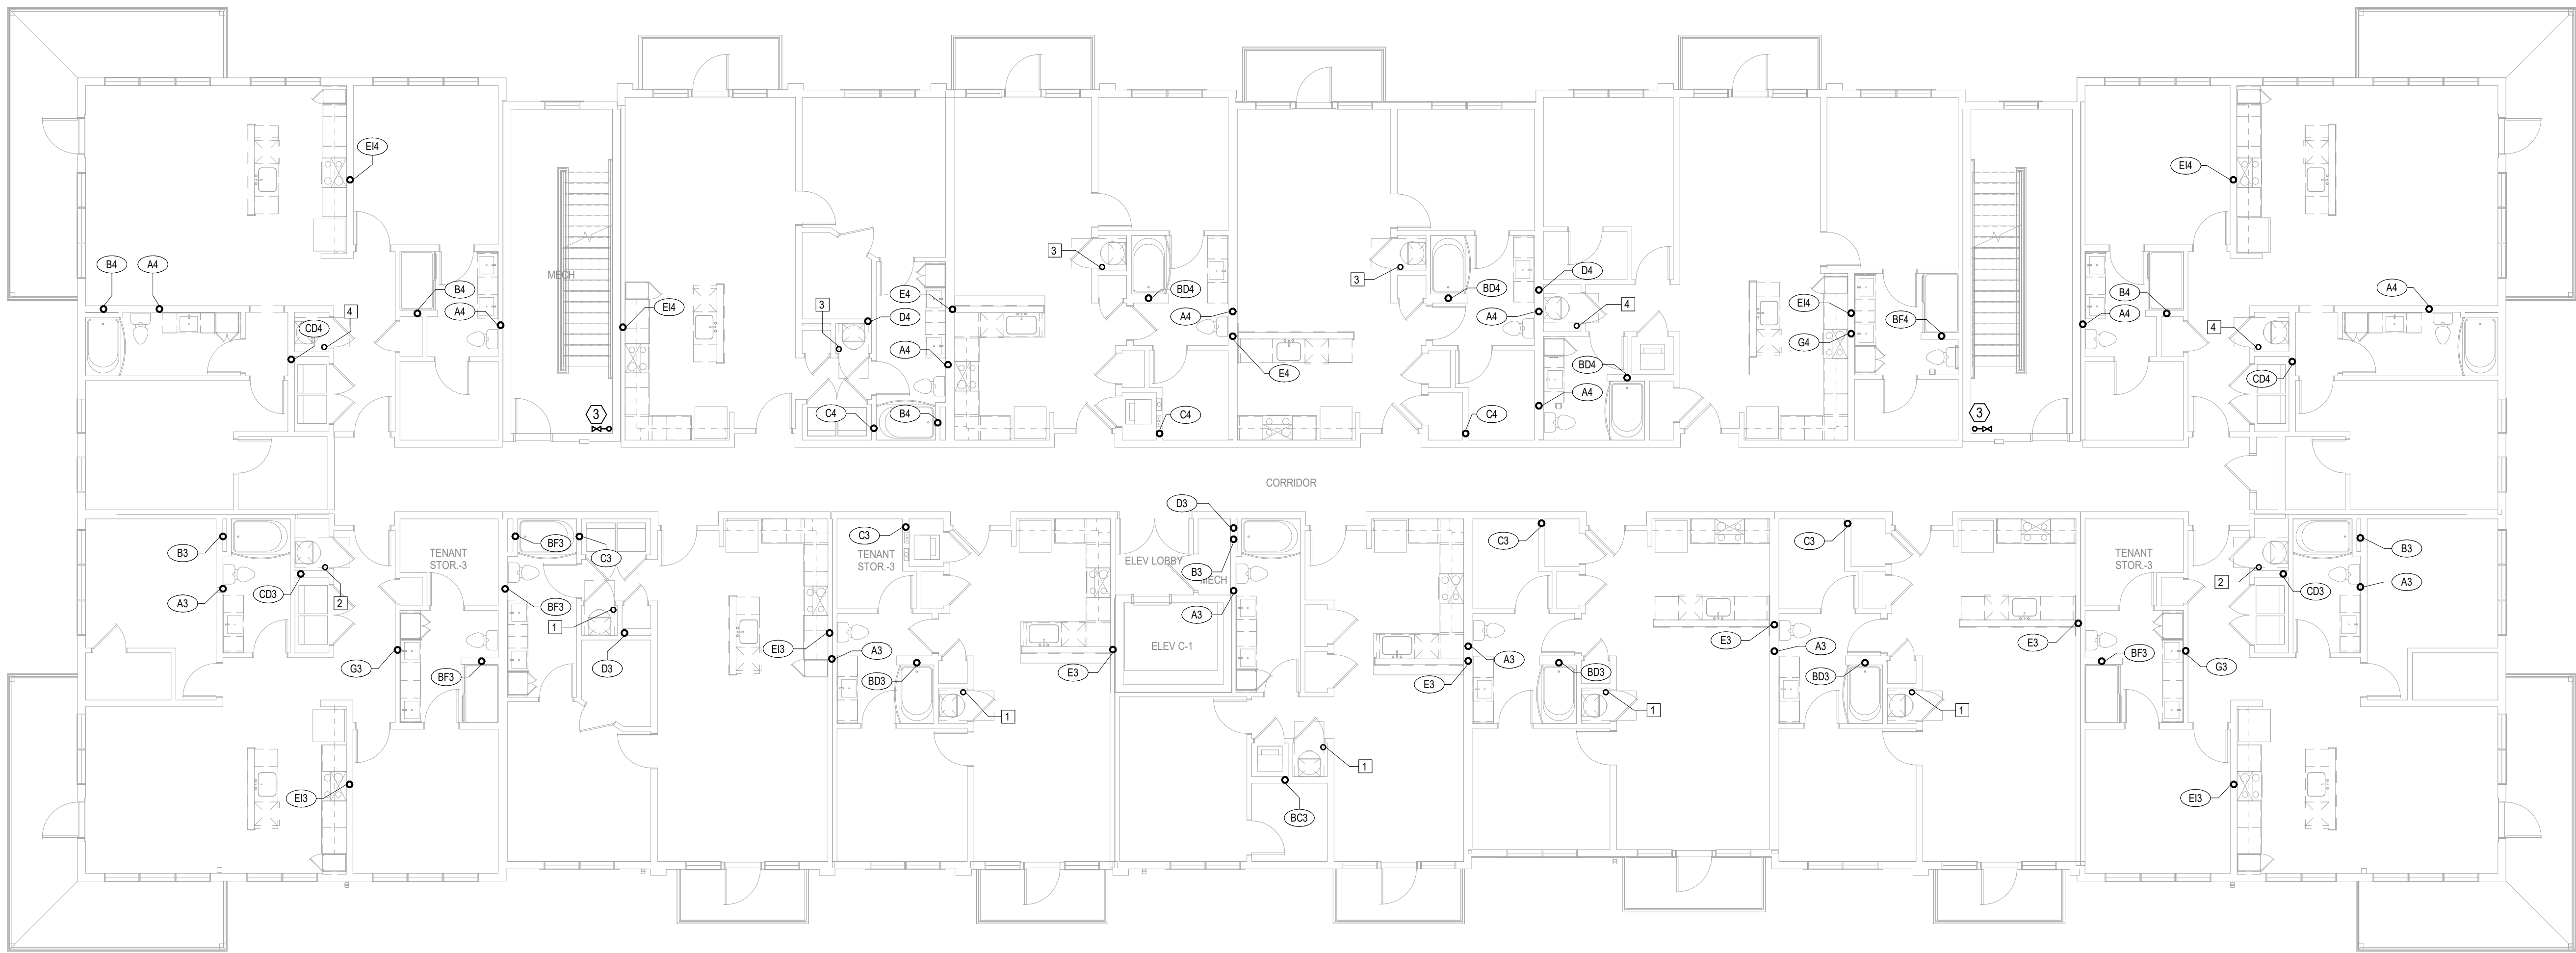 EI4
EI4
B4
A4
B4
MECH
3
3
D4
4
E4
3
BD4
BD4
EI4
B4
A4
CD4
4
A4
EI4
3
D4
A4
A4
EI4
G4
BF4
A4
4
A4
E4
BD4
CD4
C4
B4
C4
C4
A4
3
3
CORRIDOR
D3
B3
TENANT
STOR.-3
BF3
C3
C3
TENANT
STOR.-3
ELEV LOBBY
B3
MECH
C3
C3
TENANT
STOR.-3
B3
A3
CD3
2
BF3
1
A3
2
CD3
A3
G3
BF3
D3
EI3
A3
BD3
E3
ELEV C-1
E3
A3
BD3
E3
A3
BD3
E3
BF3
G3
1
1
1
EI3
1
BC3
EI3